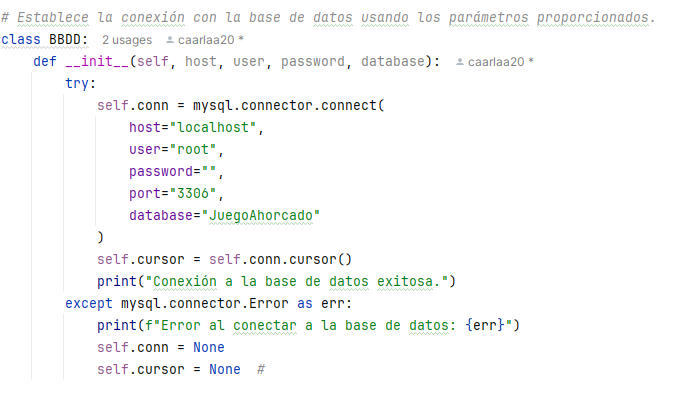 # Establece la conexión con la base de datos usando los parámetros proporcionados.
class BBDD:  2 usages  caarlaa20 *
    def __init__(self, host, user, password, database):  caarlaa20 *
        try:
            self.conn = mysql.connector.connect(
                host="localhost",
                user="root",
                password="",
                port="3306",
                database="JuegoAhorcado"
            )
            self.cursor = self.conn.cursor()
            print("Conexión a la base de datos exitosa.")
        except mysql.connector.Error as err:
            print(f"Error al conectar a la base de datos: {err}")
            self.conn = None
            self.cursor = None  #